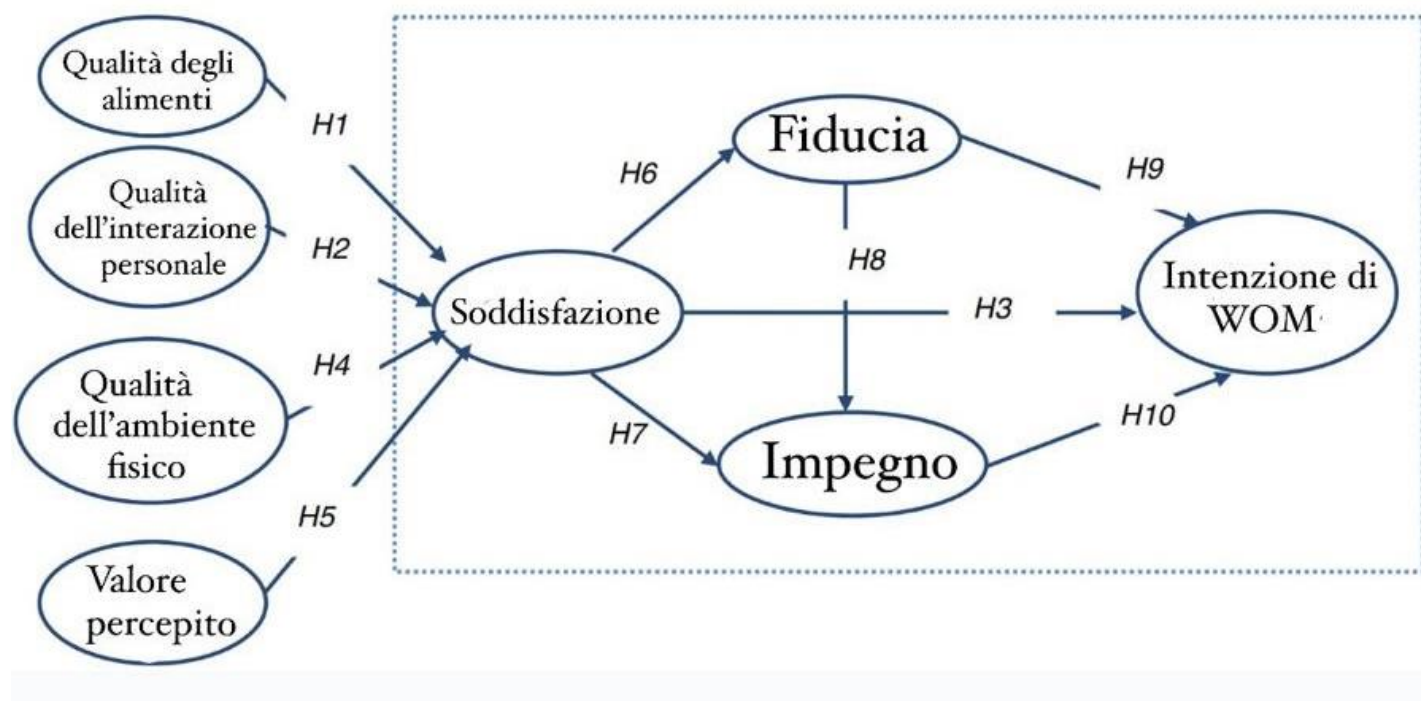 Qualità degli
alimenti
H1
Qualità
dell'interazione
personale
H2
Qualità
dell'ambiente
fisico
H4
Valore
percepito
H5
Soddisfazione
H6
Fiducia
H8
H7
Impegno
H3
H9
H10
Intenzione di
WOM